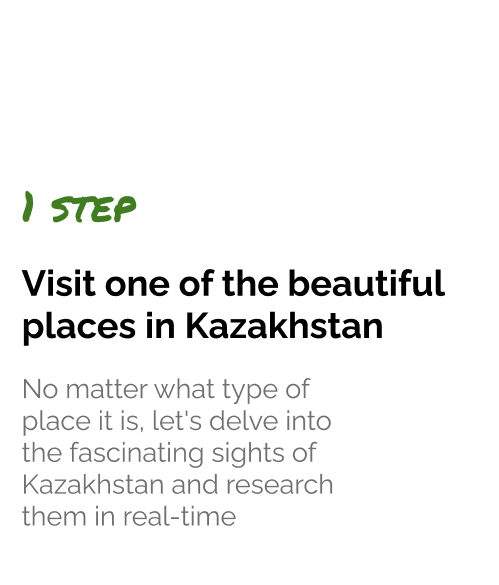 1 STEP
Visit one of the beautiful
places in Kazakhstan
No matter what type of
place it is, let's delve into
the fascinating sights of
Kazakhstan and research
them in real-time